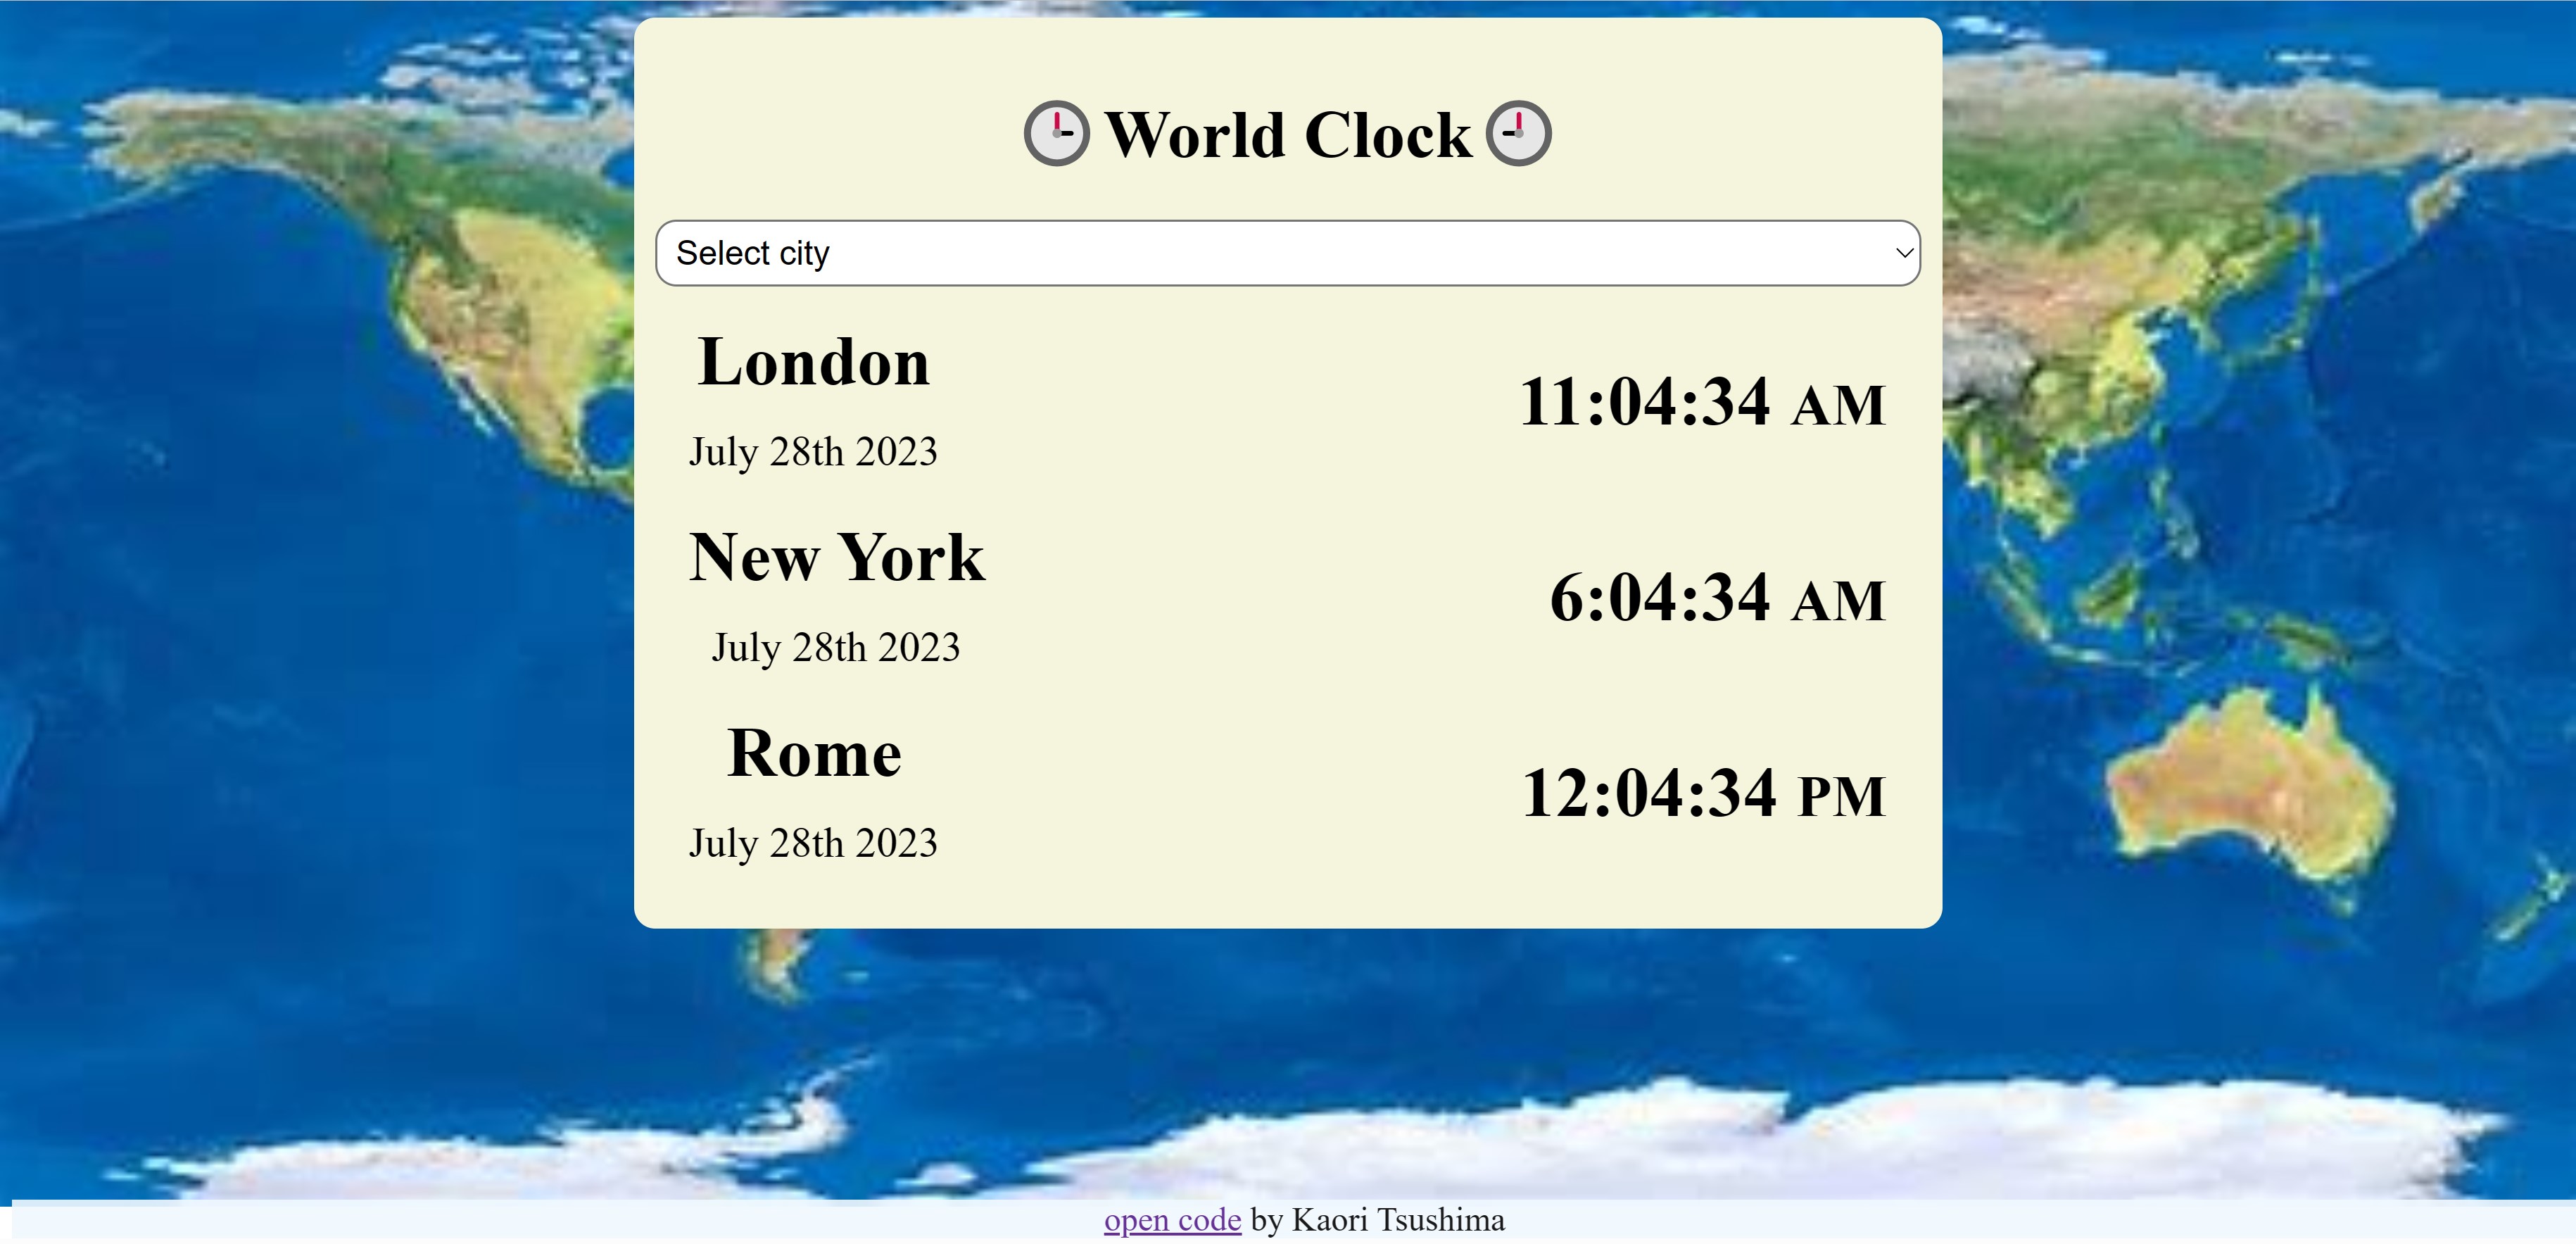 World Clock
Select city
London
July 28th 2023
11:04:34 AM
New York
July 28th 2023
6:04:34 AM
Rome
July 28th 2023
12:04:34 PM
open code by Kaori Tsushima